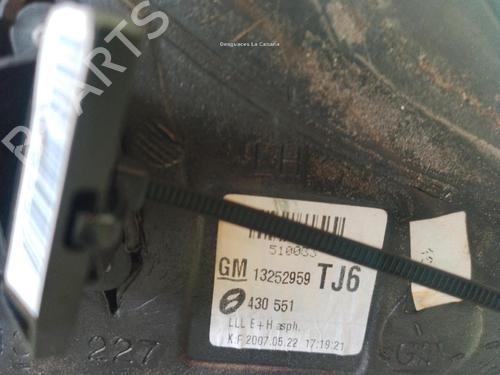 Desguaces La Cabaña
PARTS
LH
510033
GM 13252959 TJ6
430 551
LLL E+H asph.
K:F 2007.05.22 17:19:21
227